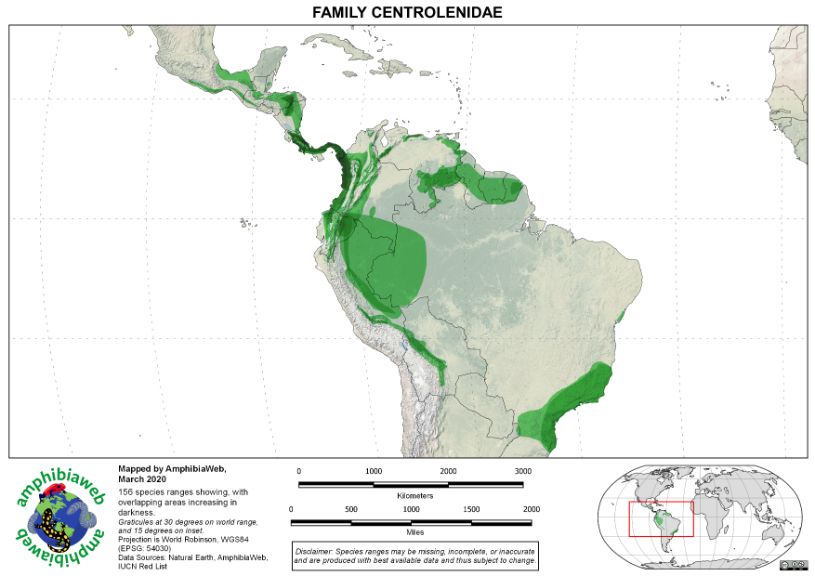 FAMILY CENTROLENIDAE
amphibiaweb
amphibiaweb
Mapped by AmphibiaWeb,
March 2020
156 species ranges showing, with
overlapping areas increasing in
darkness.
Graticules at 30 degrees on world range,
and 15 degrees on inset.
Projection is World Robinson, WGS84
(EPSG: 54030)
Data Sources: Natural Earth, AmphibiaWeb,
IUCN Red List
0 1000 2000 3000
Kilometers
0 500 1000 1500 2000
Miles
Disclaimer: Species ranges may be missing, incomplete, or inaccurate
and are produced with best available data and thus subject to change.